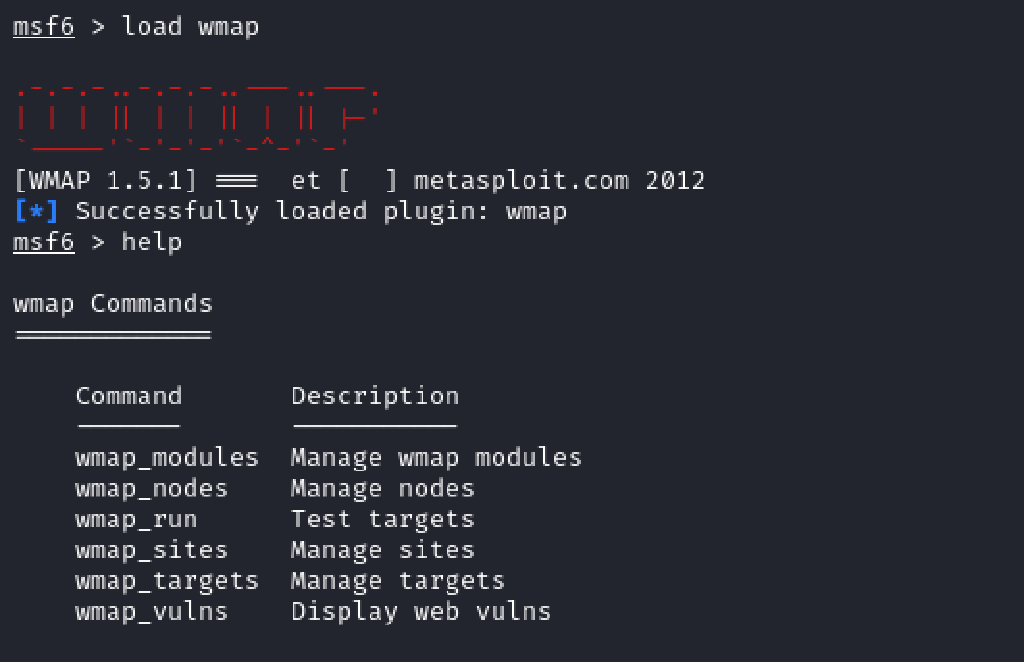 msf6 > load wmap
.-.-.-..-.-.-..---..---.
| | | || | | || | || |-'
`-----'`-'-'-'`-^-'`-'
[WMAP 1.5.1] === et [  ] metasploit.com 2012
[*] Successfully loaded plugin: wmap
msf6 > help
wmap Commands
=============
Command Description
------- -----------
wmap_modules Manage wmap modules
wmap_nodes Manage nodes
wmap_run Test targets
wmap_sites Manage sites
wmap_targets Manage targets
wmap_vulns Display web vulns